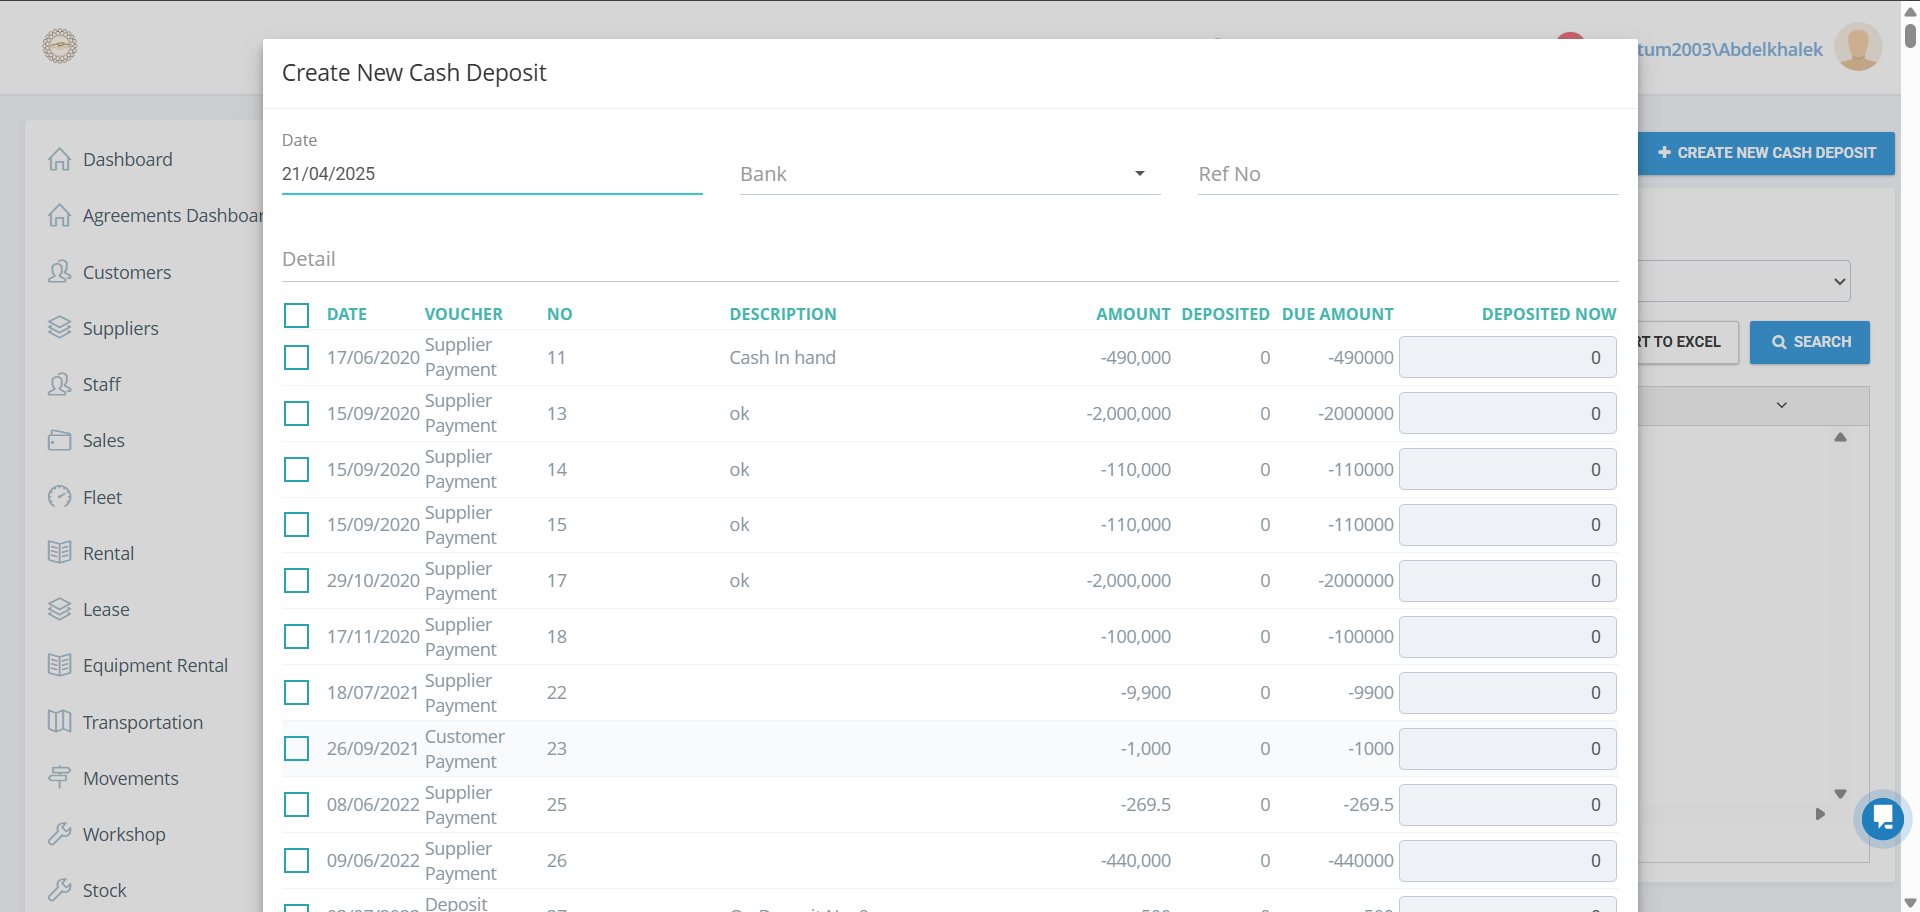 tum2003\Abdelkhalek
Create New Cash Deposit
Date
21/04/2025
Bank
Ref No
Detail
DATE VOUCHER NO DESCRIPTION AMOUNT DEPOSITED DUE AMOUNT DEPOSITED NOW
17/06/2020 Supplier Payment 11 Cash In hand -490,000 0 -490000 0
15/09/2020 Supplier Payment 13 ok -2,000,000 0 -2000000 0
15/09/2020 Supplier Payment 14 ok -110,000 0 -110000 0
15/09/2020 Supplier Payment 15 ok -110,000 0 -110000 0
29/10/2020 Supplier Payment 17 ok -2,000,000 0 -2000000 0
17/11/2020 Supplier Payment 18 -100,000 0 -100000 0
18/07/2021 Supplier Payment 22 -9,900 0 -9900 0
26/09/2021 Customer Payment 23 -1,000 0 -1000 0
08/06/2022 Supplier Payment 25 -269.5 0 -269.5 0
09/06/2022 Supplier Payment 26 -440,000 0 -440000 0
Deposit
Dashboard
Agreements Dashboar
Customers
Suppliers
Staff
Sales
Fleet
Rental
Lease
Equipment Rental
Transportation
Movements
Workshop
Stock
CREATE NEW CASH DEPOSIT
RT TO EXCEL
SEARCH